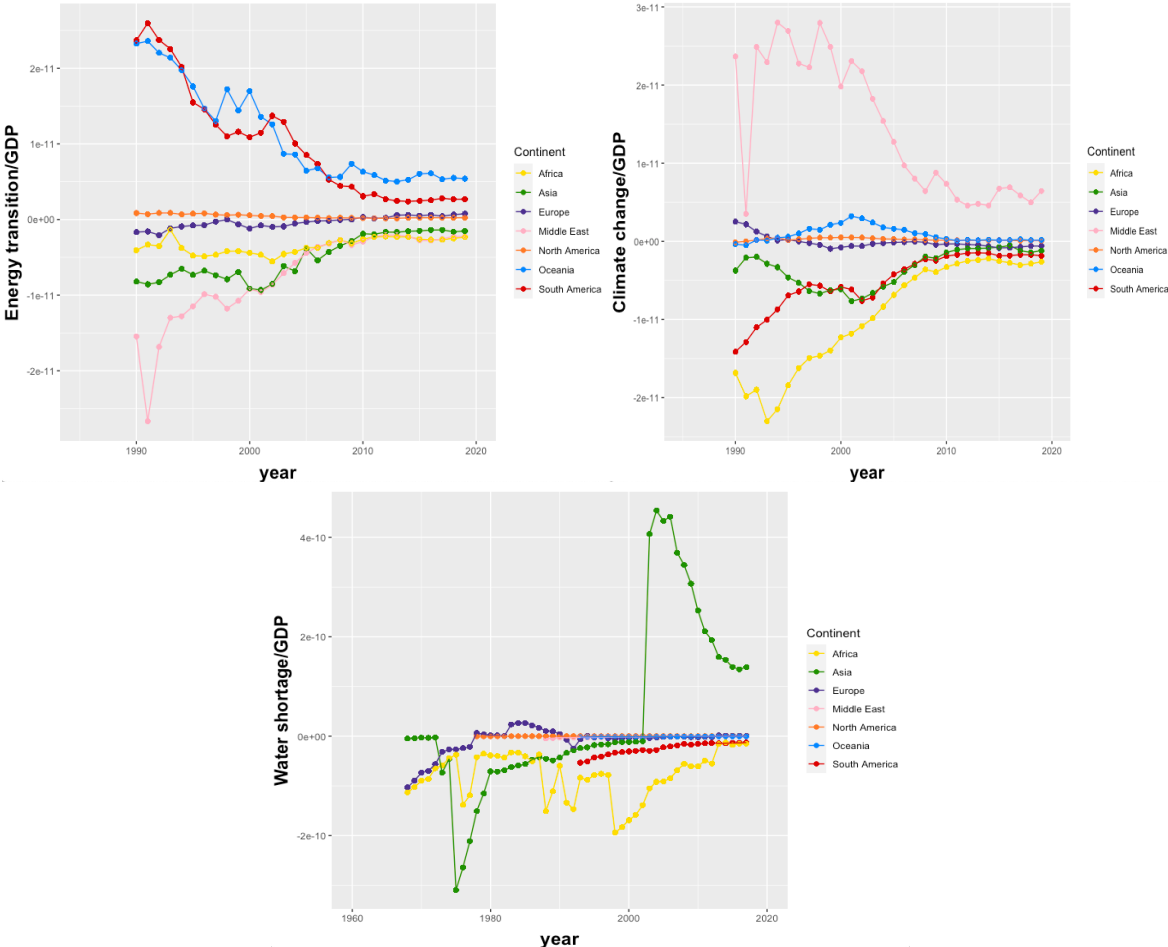 Energy transition/GDP
2e-11
1e-11
0e+00
-1e-11
-2e-11
1990
2000
2010
2020
year
Continent
Africa
Asia
Europe
Middle East
North America
Oceania
South America
Climate change/GDP
3e-11
2e-11
1e-11
0e+00
-1e-11
-2e-11
1990
2000
2010
2020
year
Continent
Africa
Asia
Europe
Middle East
North America
Oceania
South America
Water shortage/GDP
4e-10
2e-10
0e+00
-2e-10
1960
1980
2000
2020
year
Continent
Africa
Asia
Europe
Middle East
North America
Oceania
South America